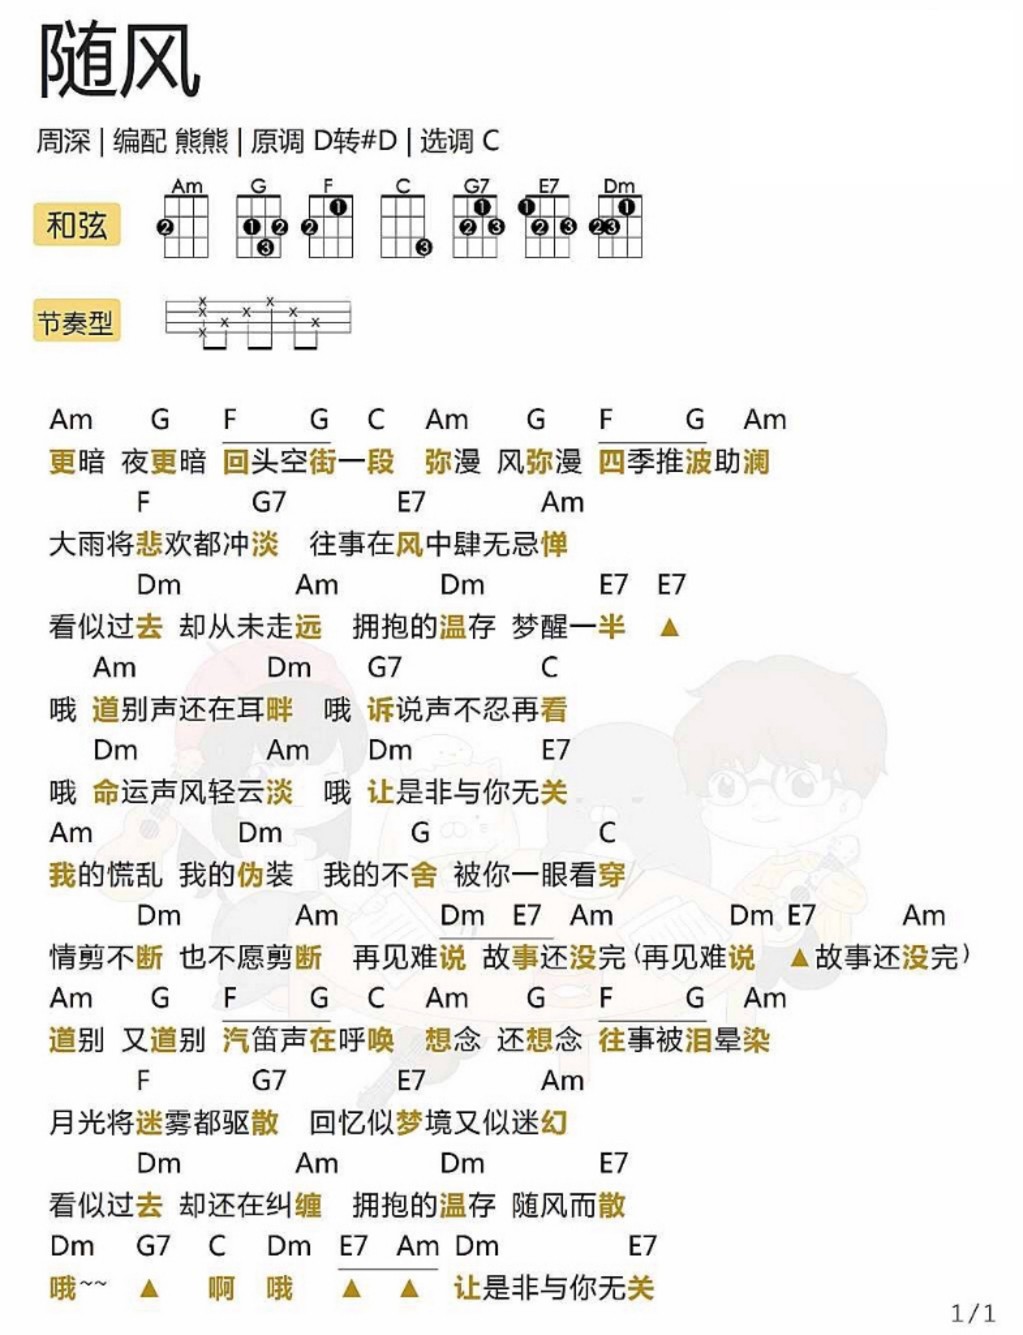 随风
周深 | 编配 熊熊 | 原调 D转#D | 选调 C
和弦 Am G F C G7 E7 Dm
节奏型
Am G F G C Am G F G Am
更暗 夜更暗 回头空街一段 弥漫 风弥漫 四季推波助澜
F G7 E7 Am
大雨将悲欢都冲淡 往事在风中肆无忌惮
Dm Am Dm E7 E7
看似过去 却从未走远 拥抱的温存 梦醒一半 ▲
Am Dm G7 C
哦 道别声还在耳畔 哦 诉说声不忍再看
Dm Am Dm E7
哦 命运声风轻云淡 哦 让是非与你无关
Am Dm G C
我的慌乱 我的伪装 我的不舍 被你一眼看穿
Dm Am Dm E7 Am Dm E7 Am
情剪不断 也不愿剪断 再见难说 故事还没完(再见难说 ▲故事还没完)
Am G F G C Am G F G Am
道别 又道别 汽笛声在呼唤 想念 还想念 往事被泪晕染
F G7 E7 Am
月光将迷雾都驱散 回忆似梦境又似迷幻
Dm Am Dm E7
看似过去 却还在纠缠 拥抱的温存 随风而散
Dm G7 C Dm E7 Am Dm E7
哦~~ ▲ 啊 哦 ▲ ▲ 让是非与你无关
1/1